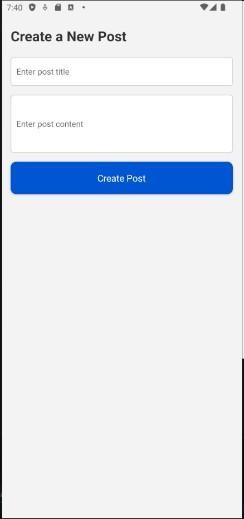 7:40
Create a New Post
Enter post title
Enter post content
Create Post